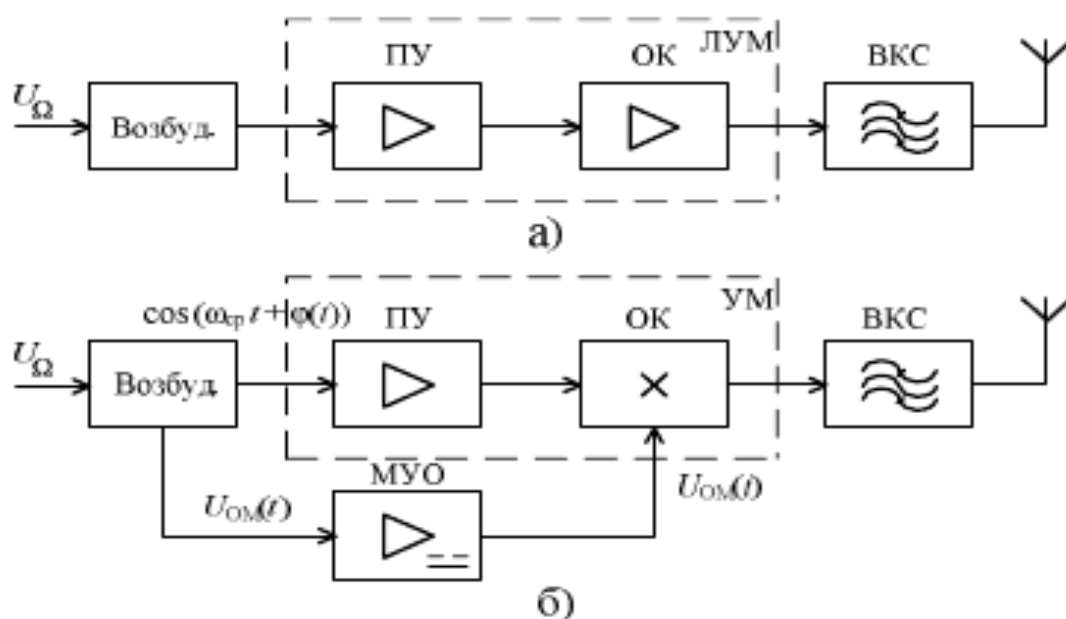 ЛУМ
ПУ ОК ВКС
U_Ω
Возбуд.
а)
УМ
cos(ω_ср t + φ(t))
ПУ ОК ВКС
U_Ω
Возбуд.
МУО
U_ОМ(t)
U_ОМ(t)
б)